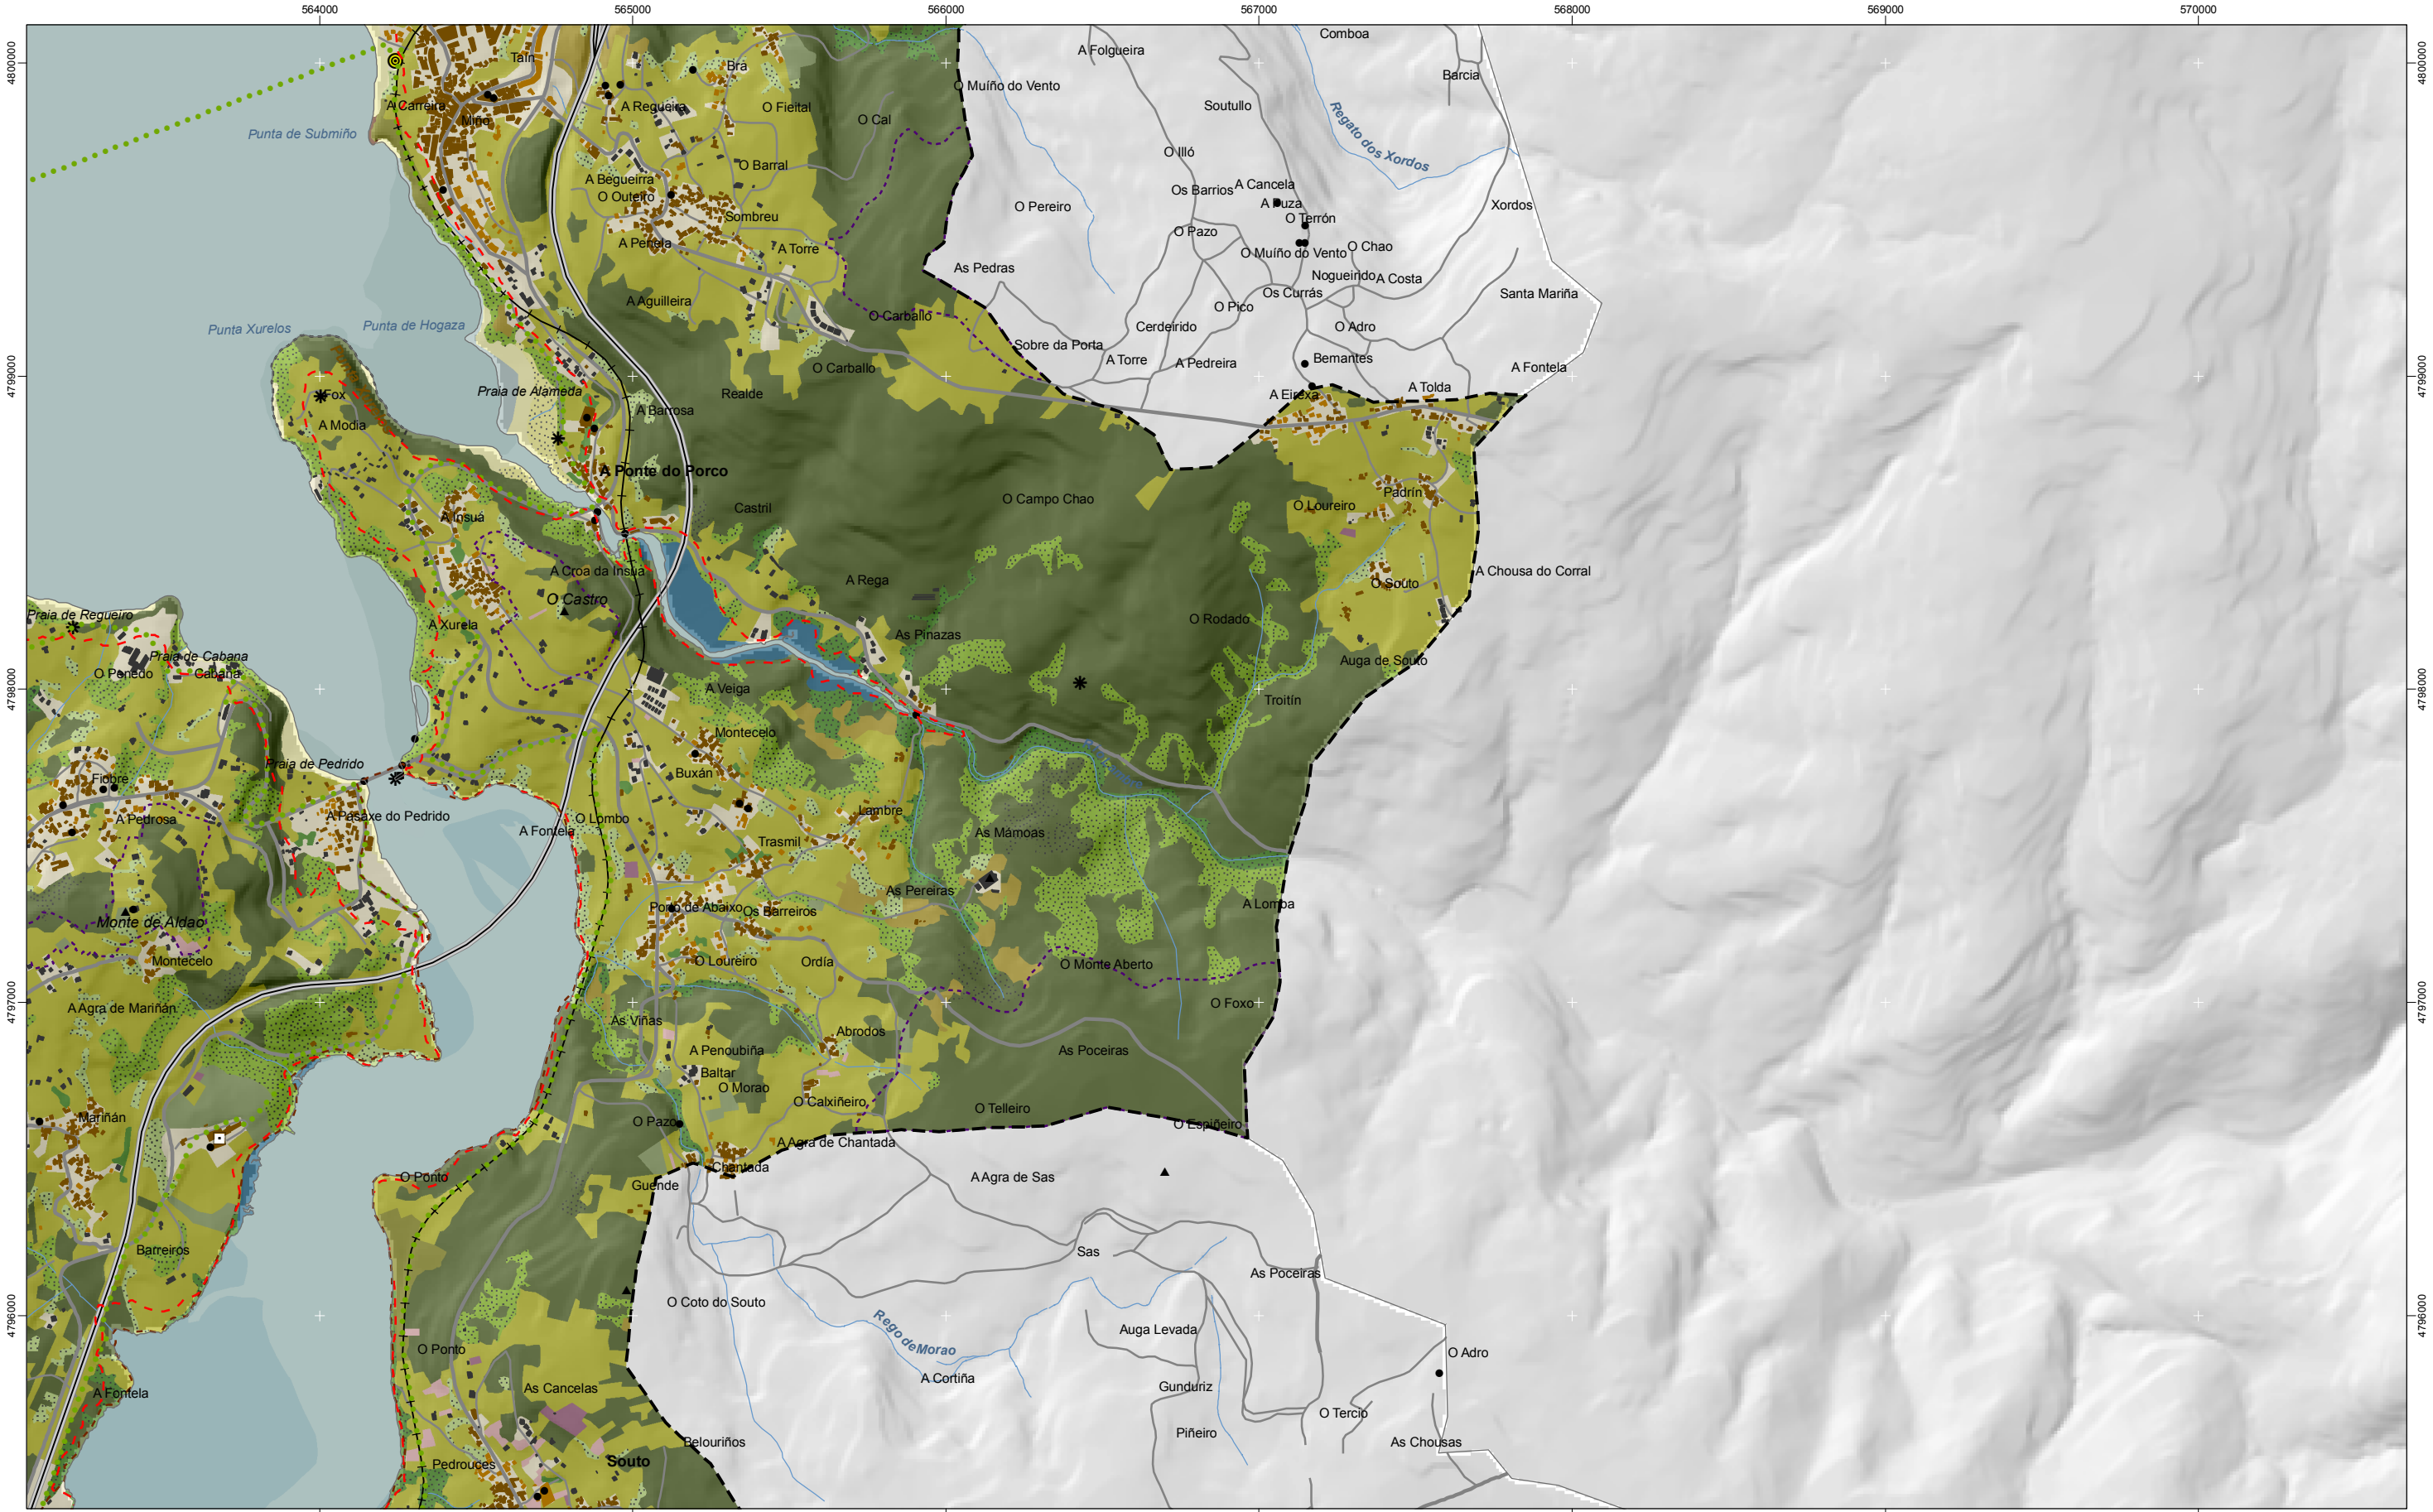 564000
565000
566000
567000
568000
569000
570000
Comboa
A Folgueira
Taín
Bra
Barcia
4800000
4800000
O Muíño do Vento
A Carreira
A Regueira
O Fieital
Soutullo
Miño
O Cal
Punta de Submiño
Regato dos Xordos
O Illó
O Barral
A Begueirra
Os Barrios
A Cancela
O Outeiro
A Buza
Xordos
O Pereiro
Sombreu
O Terrón
O Pazo
A Penela
A Torre
O Muíño do Vento
O Chao
As Pedras
Nogueirido
A Costa
Os Currás
Santa Mariña
A Aguilleira
O Pico
O Carballo
Punta Xurelos
Punta de Hogaza
Cerdeirido
O Adro
Sobre da Porta
A Torre
A Pedreira
Bemantes
A Fontela
O Carballo
4799000
4799000
Praia de Alameda
Fox
Realde
A Eirexa
A Tolda
A Barrosa
A Modia
A Ponte do Porco
Padrín
O Campo Chao
Castril
O Loureiro
A Insuá
A Croa da Insua
A Chousa do Corral
A Rega
O Souto
O Castro
Praia de Regueiro
A Xurela
O Rodado
As Pinazas
Praia de Cabana
O Penedo
Cabana
Auga de Souto
4798000
4798000
A Veiga
Troitín
Montecelo
Praia de Pedrido
Buxán
Fiobre
A Pedrosa
A Pasaxe do Pedrido
Lambre
O Lombo
A Fontela
As Mámoas
Trasmil
As Pereiras
Porto de Abaixo
Os Barreiros
A Lomba
Monte de Aldao
Montecelo
O Loureiro
Ordía
O Monte Aberto
4797000
4797000
A Agra de Mariñán
O Foxo
As Viñas
Abrodos
A Penoubiña
As Poceiras
Baltar
O Morao
O Calxiñeiro
O Telleiro
Mariñán
O Pazo
O Espiñeiro
A Agra de Chantada
Chantada
O Ponto
A Agra de Sas
Guende
Barreiros
Sas
As Poceiras
O Coto do Souto
4796000
4796000
Rego de Morao
Auga Levada
O Ponto
O Adro
A Cortiña
As Cancelas
Gunduriz
A Fontela
O Tercio
Piñeiro
Belouriños
As Chousas
Souto
Pedrouces